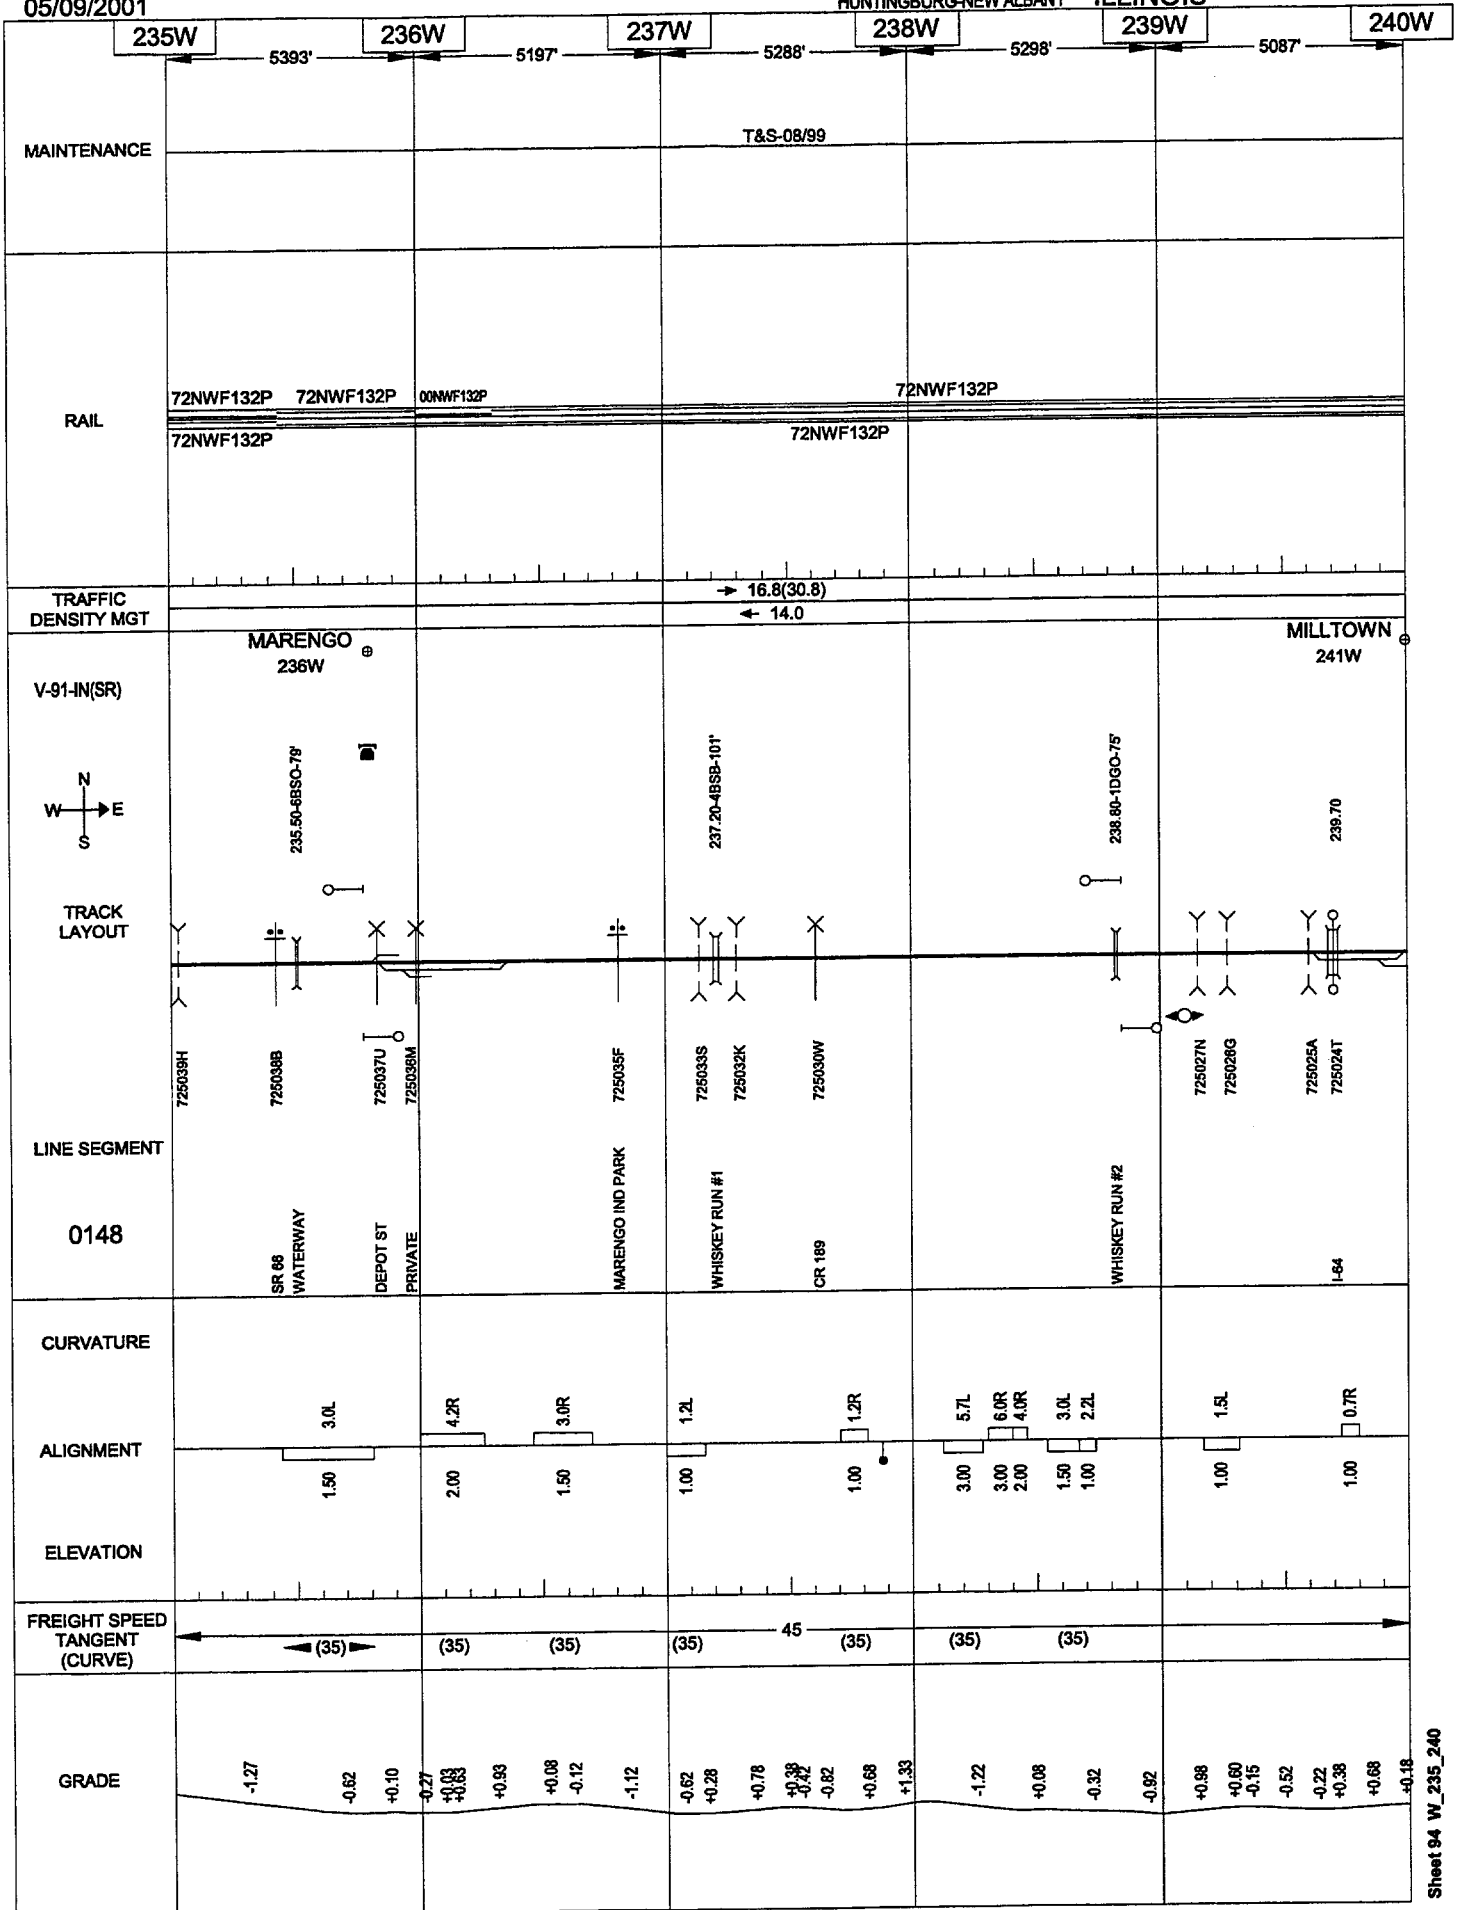 05/09/2001
HUNTINGBURG-NEW ALBANY ILLINOIS
235W 236W 237W 238W 239W 240W
5393' 5197' 5288' 5298' 5087'
MAINTENANCE
T&S-08/99
RAIL
72NWF132P 72NWF132P 00NWF132P 72NWF132P
72NWF132P 72NWF132P
TRAFFIC
DENSITY MGT
16.8(30.8)
14.0
MARENGO
236W
MILLTOWN
241W
V-91-IN(SR)
N
W E
S
235.50-6BSO-79'
237.20-4BSB-101'
238.80-1DGO-75'
239.70
TRACK
LAYOUT
725039H
725038B
725037U
725036M
725035F
725033S
725032K
725030W
725027N
725026G
725025A
725024T
LINE SEGMENT
0148
SR 66
WATERWAY
DEPOT ST
PRIVATE
MARENGO IND PARK
WHISKEY RUN #1
CR 189
WHISKEY RUN #2
I-64
CURVATURE
3.0L 4.2R 3.0R 1.2L 1.2R 5.7L 6.0R 4.0R 3.0L 2.2L 1.5L 0.7R
ALIGNMENT
1.50 2.00 1.50 1.00 1.00 3.00 3.00 2.00 1.50 1.00 1.00 1.00
ELEVATION
FREIGHT SPEED
TANGENT
(CURVE)
45
(35) (35) (35) (35) (35) (35) (35)
GRADE
-1.27 -0.62 +0.10 -0.27 +0.03 +0.63 +0.93 +0.08 -0.12 -1.12 -0.62 +0.28 +0.78 +0.38 -0.42 -0.82 +0.68 +1.33 -1.22 +0.08 -0.32 -0.92 +0.98 +0.60 -0.15 -0.52 -0.22 +0.38 +0.68 +0.18
Sheet 94 W_235_240